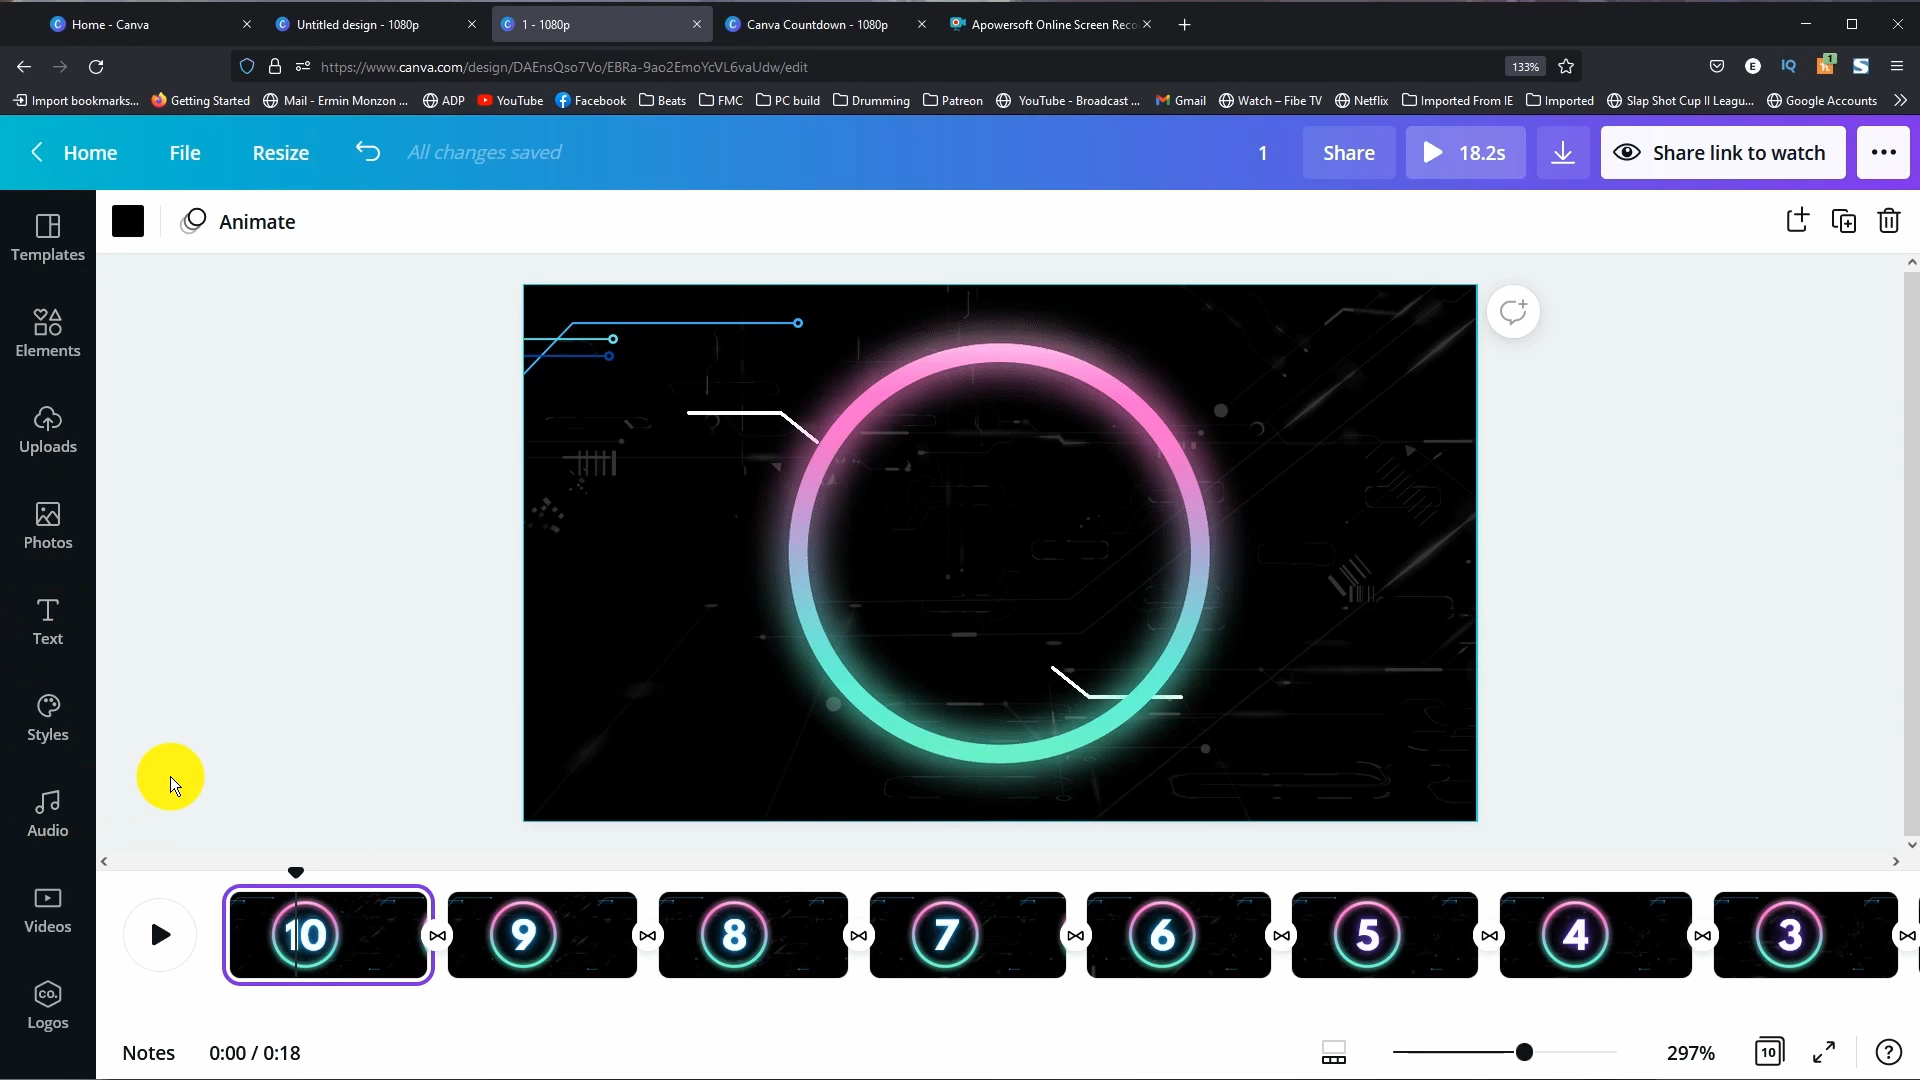 Home - Canva
Untitled design - 1080p
1 - 1080p
Canva Countdown - 1080p
Apowersoft Online Screen Reco
https://www.canva.com/design/DAEnsQso7Vo/EBRa-9ao2EmoYcVL6vaUdw/edit
133%
E
IQ
1
Import bookmarks...
Getting Started
Mail - Ermin Monzon ...
ADP
YouTube
Facebook
Beats
FMC
PC build
Drumming
Patreon
YouTube - Broadcast ...
Gmail
Watch – Fibe TV
Netflix
Imported From IE
Imported
Slap Shot Cup II Leagu...
Google Accounts
Home
File
Resize
All changes saved
1
Share
18.2s
Share link to watch
Animate
Templates
Elements
Uploads
Photos
Text
Styles
Audio
Videos
co.
Logos
10
9
8
7
6
5
4
3
Notes
0:00 / 0:18
297%
10
?